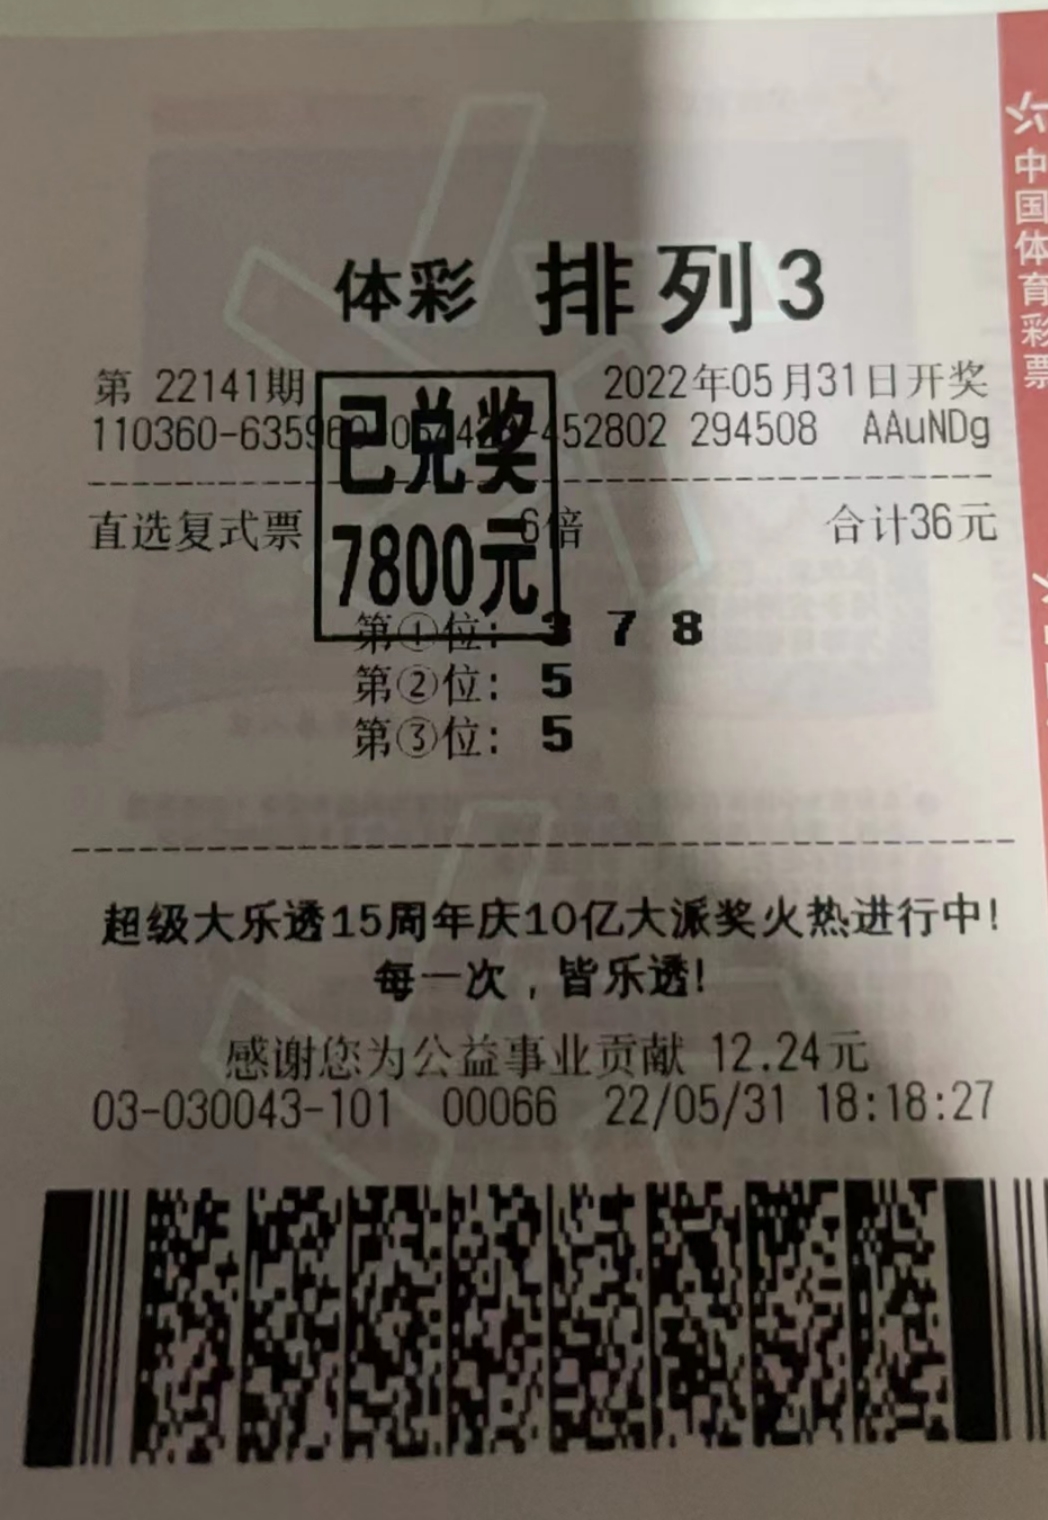 体彩 排列3
第 22141期 2022年05月31日开奖
已兑奖
110360-63596 452802 294508 AAuNDg
直选复式票 6倍 合计36元
7800元
第①位: 3 7 8
第②位: 5
第③位: 5
超级大乐透15周年庆10亿大派奖火热进行中!
每一次,皆乐透!
感谢您为公益事业贡献 12.24元
03-030043-101 00066 22/05/31 18:18:27
中国体育彩票